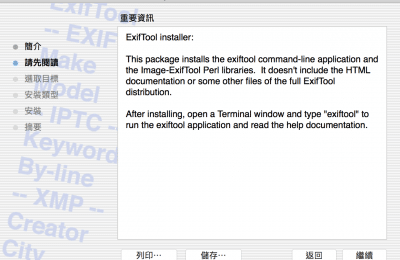 重要資訊
ExifTool
-- EXIF
Make
Model
IPTC --
Keyword
By-line
-- XMP --
Creator
City
簡介
請先閱讀
選取目標
安裝類型
安裝
摘要
ExifTool installer:
This package installs the exiftool command-line application and
the Image-ExifTool Perl libraries.  It doesn't include the HTML
documentation or some other files of the full ExifTool
distribution.
After installing, open a Terminal window and type "exiftool" to
run the exiftool application and read the help documentation.
列印⋯
儲存⋯
返回
繼續